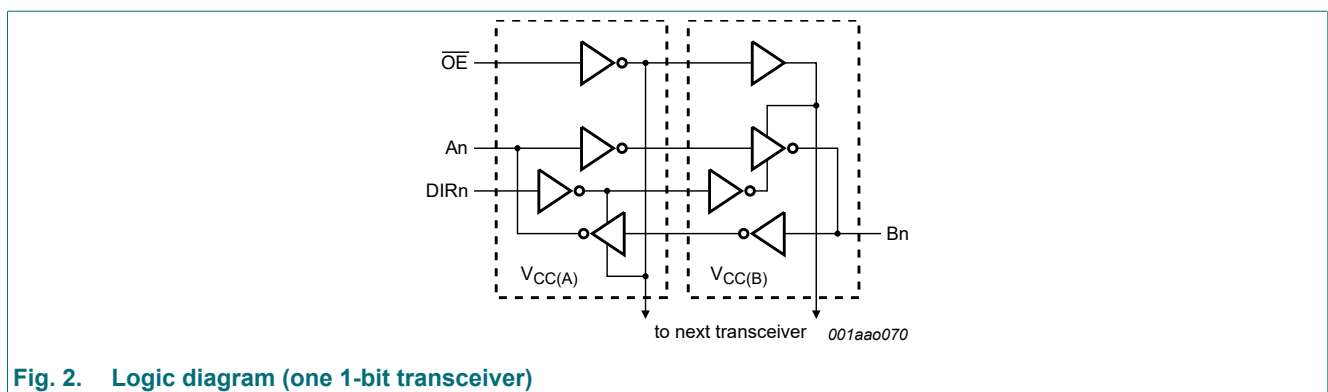 OE
An
DIRn
Bn
VCC(A)
VCC(B)
to next transceiver
001aao070
Fig. 2. Logic diagram (one 1-bit transceiver)